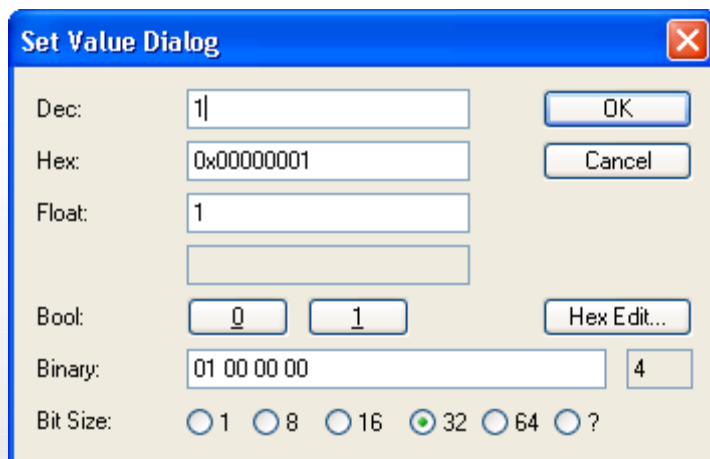 Set Value Dialog
Dec: 1 OK
Hex: 0x00000001 Cancel
Float: 1
Bool: 0 1 Hex Edit...
Binary: 01 00 00 00 4
Bit Size: 1 8 16 32 64 ?